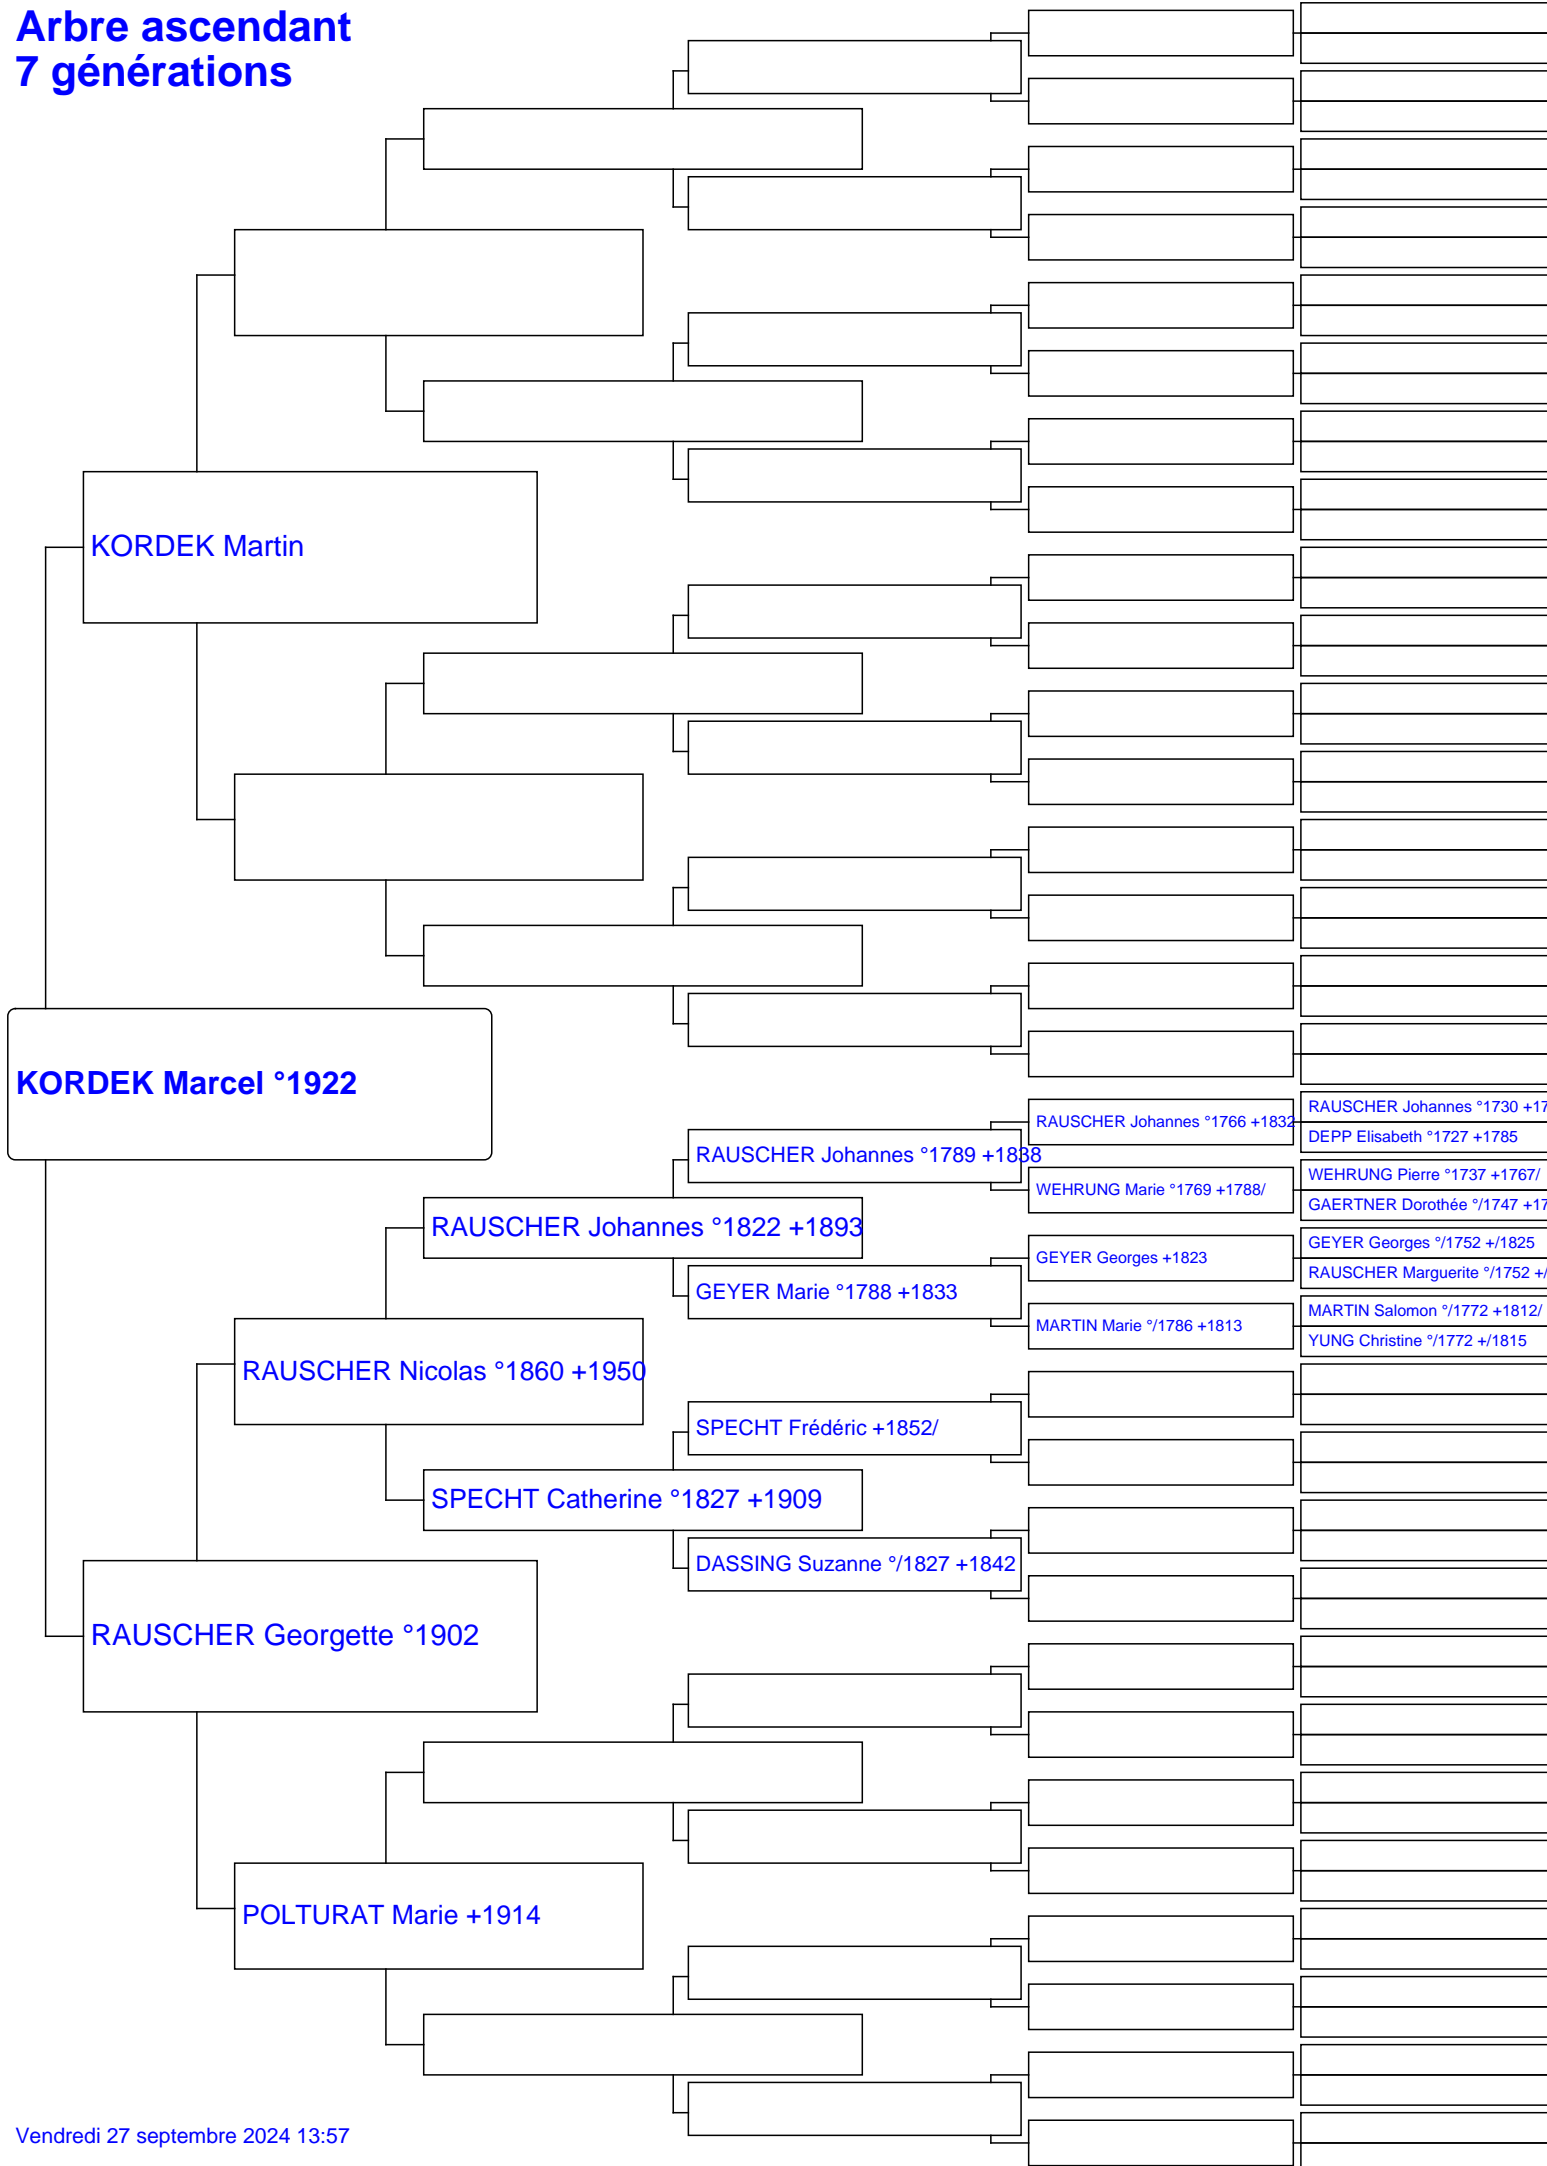 Arbre ascendant
7 générations
KORDEK Martin
KORDEK Marcel °1922
RAUSCHER Johannes °1766 +1832
RAUSCHER Johannes °1730 +17
DEPP Elisabeth °1727 +1785
RAUSCHER Johannes °1789 +1838
WEHRUNG Marie °1769 +1788/
WEHRUNG Pierre °1737 +1767/
GAERTNER Dorothée °/1747 +17
RAUSCHER Johannes °1822 +1893
GEYER Georges +1823
GEYER Georges °/1752 +/1825
RAUSCHER Marguerite °/1752 +/
GEYER Marie °1788 +1833
MARTIN Marie °/1786 +1813
MARTIN Salomon °/1772 +1812/
YUNG Christine °/1772 +/1815
RAUSCHER Nicolas °1860 +1950
SPECHT Frédéric +1852/
SPECHT Catherine °1827 +1909
DASSING Suzanne °/1827 +1842
RAUSCHER Georgette °1902
POLTURAT Marie +1914
Vendredi 27 septembre 2024 13:57